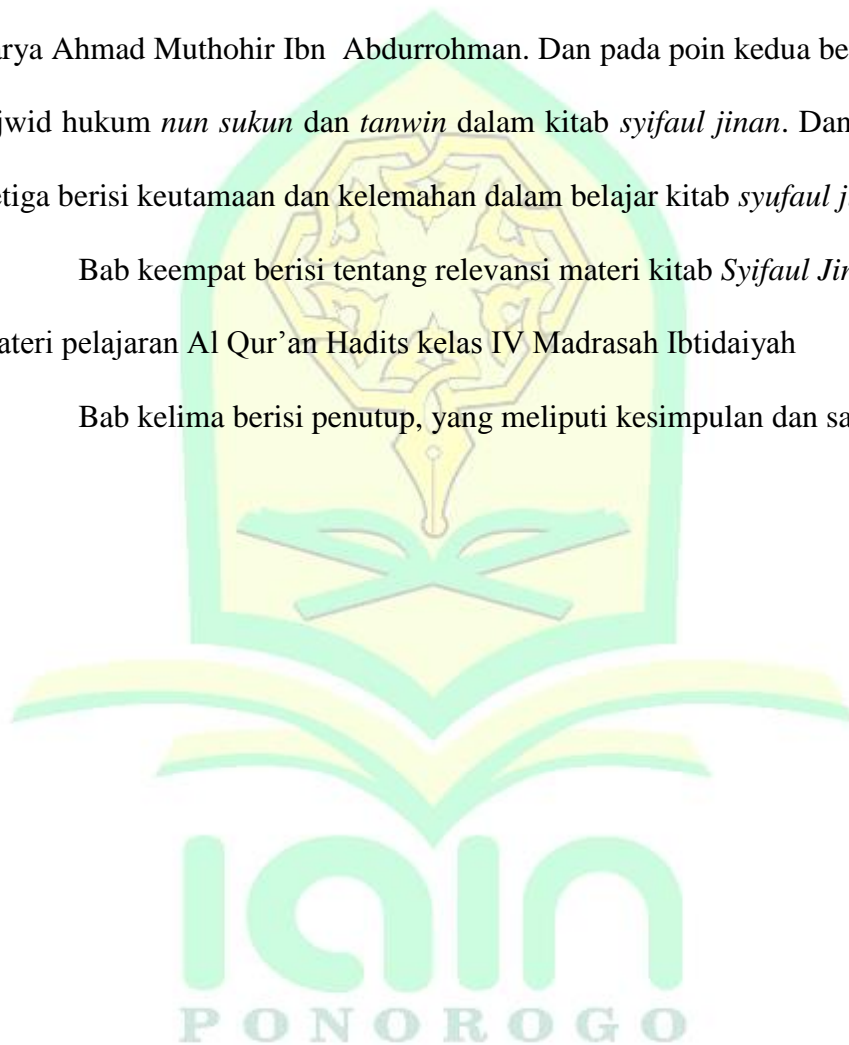 arya Ahmad Muthohir Ibn Abdurrohman. Dan pada poin kedua be
jwid hukum nun sukun dan tanwin dalam kitab syifaul jinan. Dan
etiga berisi keutamaan dan kelemahan dalam belajar kitab syufaul j
Bab keempat berisi tentang relevansi materi kitab Syifaul Jin
ateri pelajaran Al Qur’an Hadits kelas IV Madrasah Ibtidaiyah
Bab kelima berisi penutup, yang meliputi kesimpulan dan sa
iain
PONOROGO